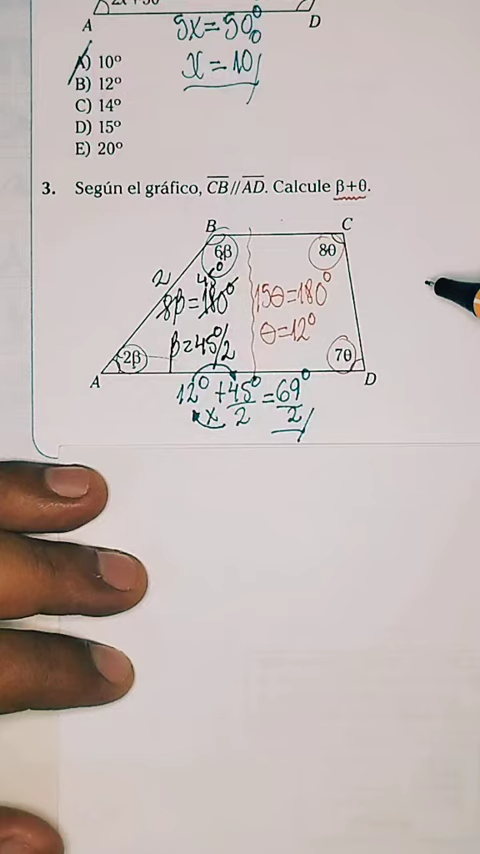 A
D
5x=50°
A) 10°
x=10
B) 12°
C) 14°
D) 15°
E) 20°
3. Según el gráfico, CB//AD. Calcule β+θ.
B
C
6β
8θ
2
45°
8β=180°
15θ=180°
β=45°/2
θ=12°
2β
7θ
A
D
12°+45°/2=69°/2
x